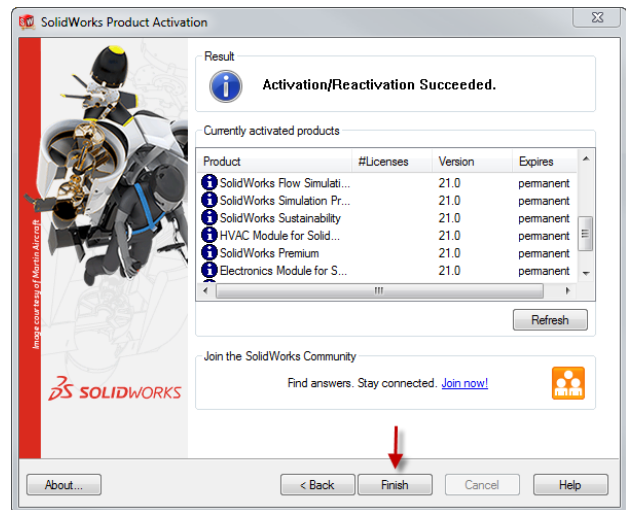 SolidWorks Product Activation
Result
Activation/Reactivation Succeeded.
Currently activated products
Product #Licenses Version Expires
SolidWorks Flow Simulati... 21.0 permanent
SolidWorks Simulation Pr... 21.0 permanent
SolidWorks Sustainability 21.0 permanent
HVAC Module for Solid... 21.0 permanent
SolidWorks Premium 21.0 permanent
Electronics Module for S... 21.0 permanent
Refresh
Join the SolidWorks Community
Find answers. Stay connected. Join now!
Image courtesy of Martin Aircraft
SOLIDWORKS
About... < Back Finish Cancel Help